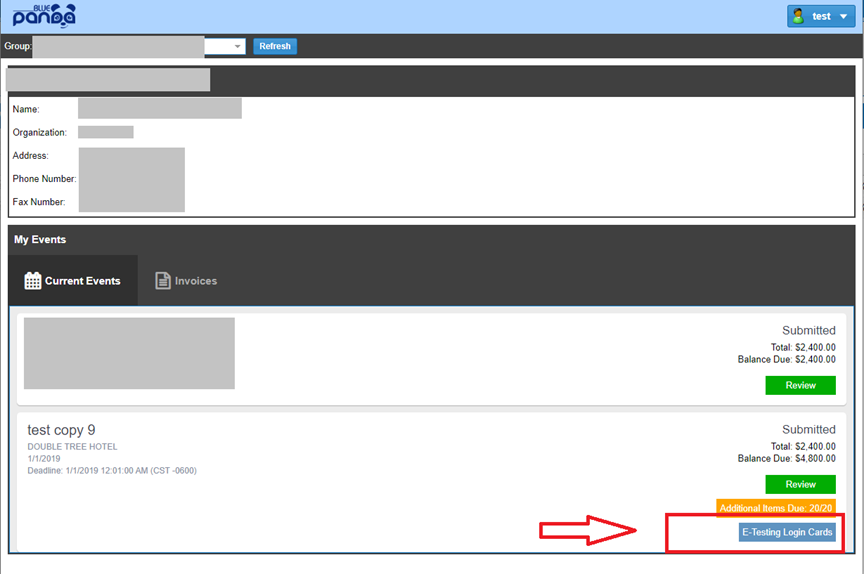 BLUE
panda
test
Group:
Refresh
Name:
Organization:
Address:
Phone Number:
Fax Number:
My Events
Current Events
Invoices
Submitted
Total: $2,400.00
Balance Due: $2,400.00
Review
test copy 9
DOUBLE TREE HOTEL
1/1/2019
Deadline: 1/1/2019 12:01:00 AM (CST -0600)
Submitted
Total: $2,400.00
Balance Due: $4,800.00
Review
Additional Items Due: 20/20
E-Testing Login Cards